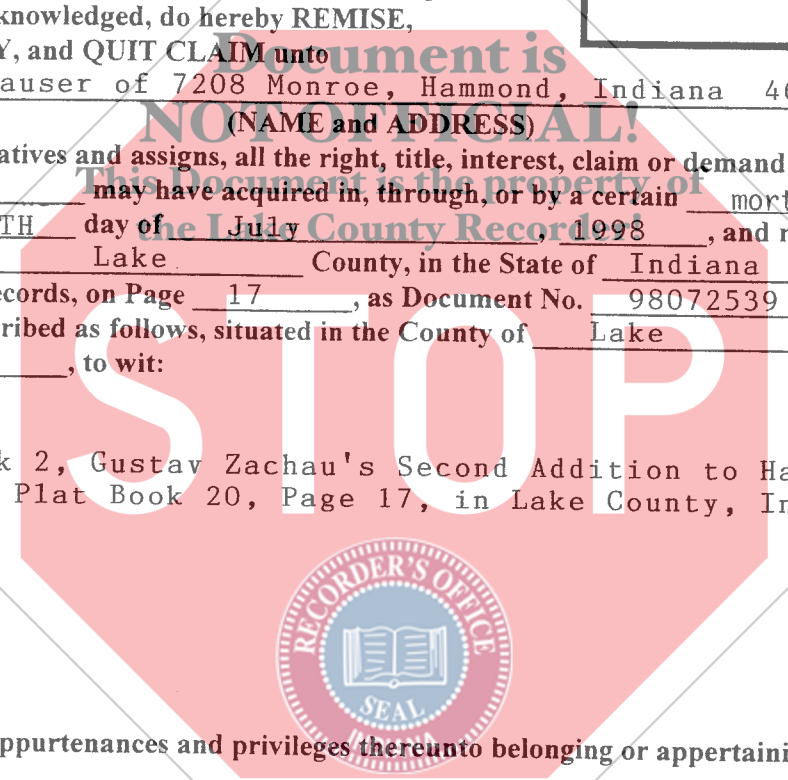 knowledged, do hereby REMISE,
Y, and QUIT CLAIM unto
Document is
auser of 7208 Monroe, Hammond, Indiana 46
NOT OFFICIAL!
(NAME and ADDRESS)
atives and assigns, all the right, title, interest, claim or demand
This Document is the property of
may have acquired in, through, or by a certain mort
the Lake County Recorder!
TH day of July , 1998 , and r
Lake County, in the State of Indiana
ecords, on Page 17 , as Document No. 98072539
ribed as follows, situated in the County of Lake
, to wit:
STOP
k 2, Gustav Zachau's Second Addition to Ha
Plat Book 20, Page 17, in Lake County, In
RECORDER'S OFFICE
SEAL
INDIANA
ppurtenances and privileges thereunto belonging or appertaini